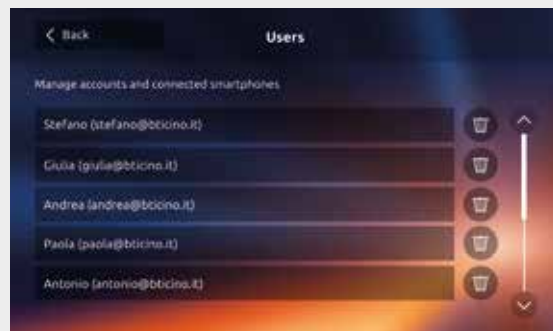 Back
Users
Manage accounts and connected smartphones
Stefano (stefano@bticino.it)
Giulia (giulia@bticino.it)
Andrea (andrea@bticino.it)
Paola (paola@bticino.it)
Antonio (antonio@bticino.it)